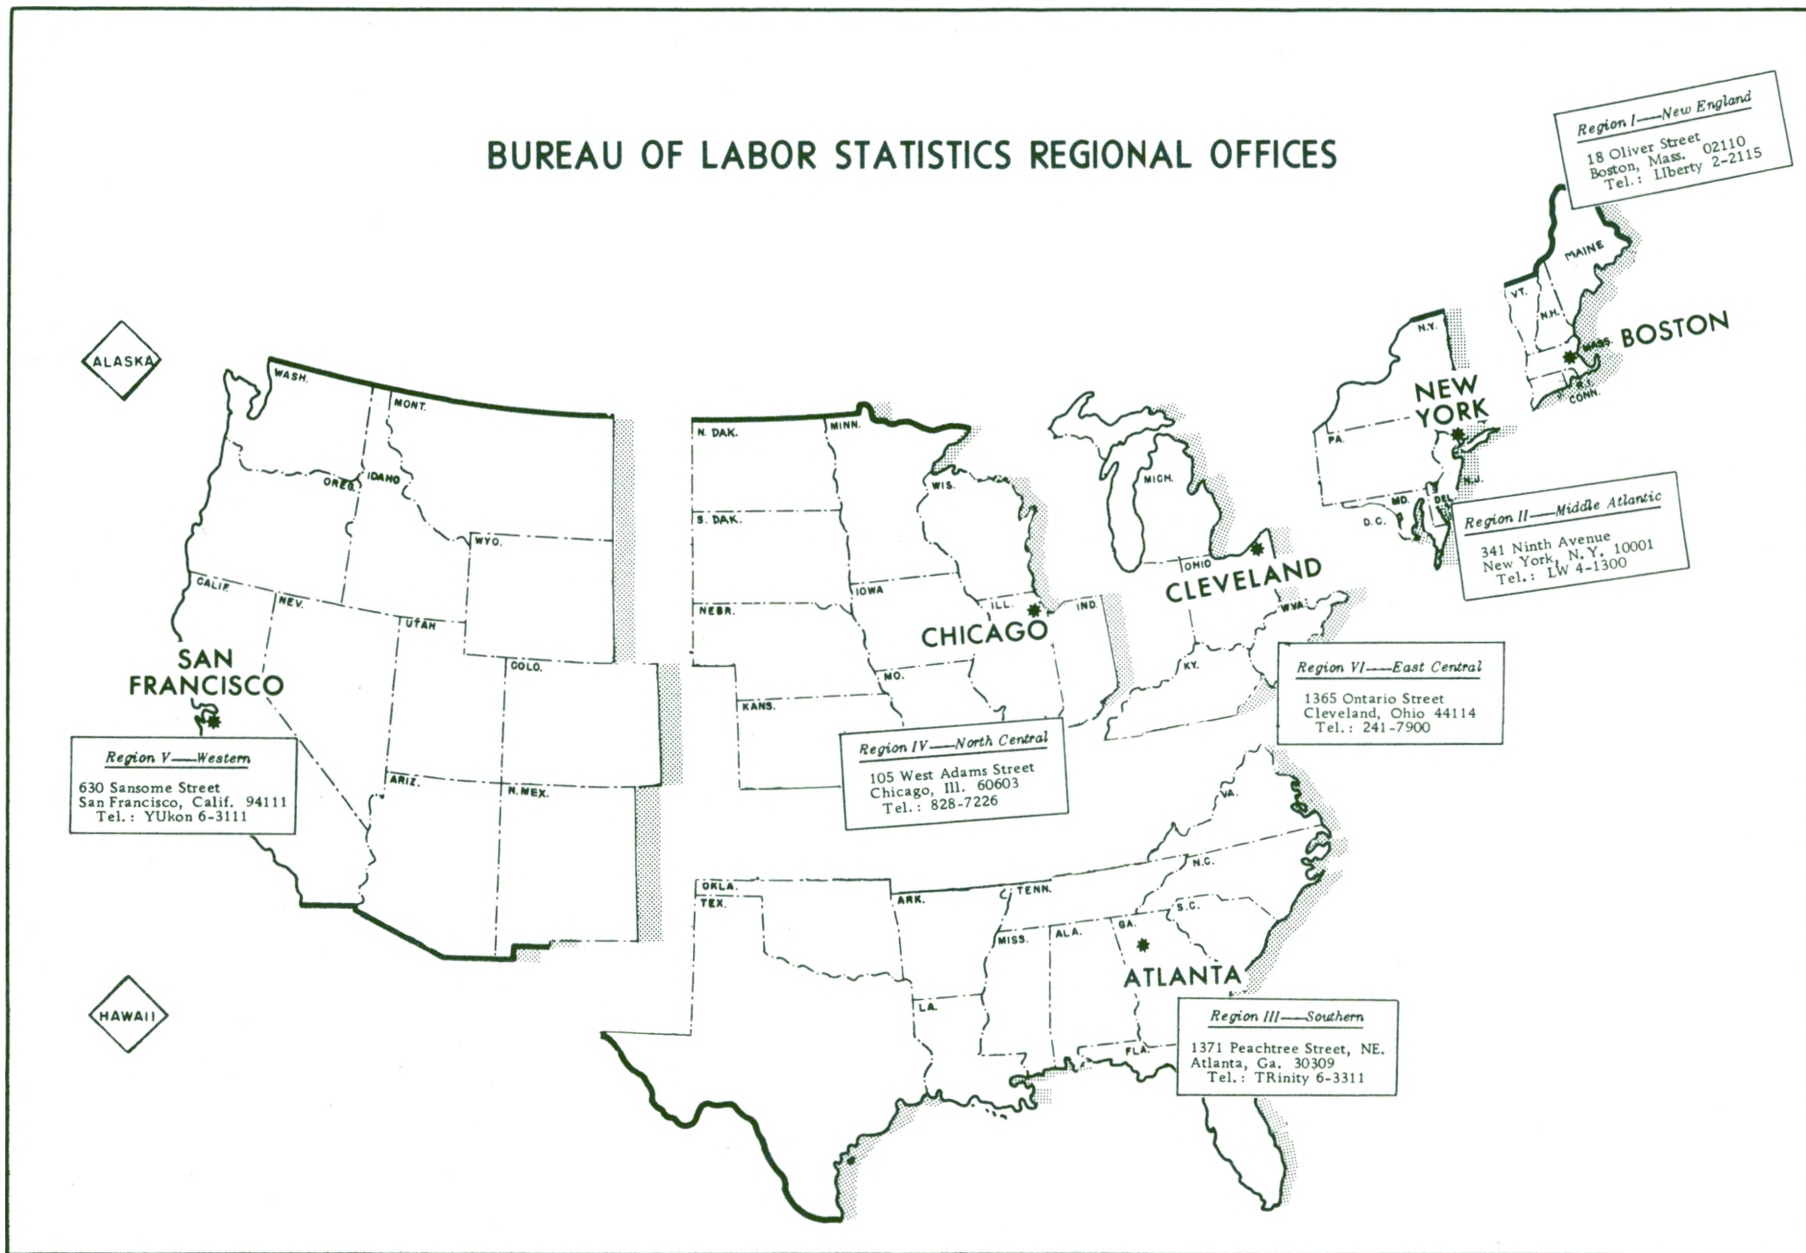 BUREAU OF LABOR STATISTICS REGIONAL OFFICES
Region I—New England
18 Oliver Street
Boston, Mass. 02110
Tel.: LIberty 2-2115
MAINE
VT.
N.H.
MASS.
BOSTON
R.I.
CONN.
N.Y.
NEW
YORK
PA.
N.J.
MD.
DEL.
D.C.
Region II—Middle Atlantic
341 Ninth Avenue
New York, N.Y. 10001
Tel.: LW 4-1300
ALASKA
WASH.
MONT.
OREG.
IDAHO
WYO.
CALIF.
NEV.
UTAH
COLO.
ARIZ.
N.MEX.
SAN
FRANCISCO
Region V—Western
630 Sansome Street
San Francisco, Calif. 94111
Tel.: YUkon 6-3111
HAWAII
N. DAK.
MINN.
S. DAK.
WIS.
NEBR.
IOWA
ILL.
IND.
CHICAGO
MO.
KANS.
Region IV—North Central
105 West Adams Street
Chicago, Ill. 60603
Tel.: 828-7226
MICH.
OHIO
CLEVELAND
W.VA.
KY.
Region VI—East Central
1365 Ontario Street
Cleveland, Ohio 44114
Tel.: 241-7900
VA.
N.C.
OKLA.
TEX.
ARK.
TENN.
S.C.
MISS.
ALA.
GA.
ATLANTA
LA.
FLA.
Region III—Southern
1371 Peachtree Street, NE.
Atlanta, Ga. 30309
Tel.: TRinity 6-3311